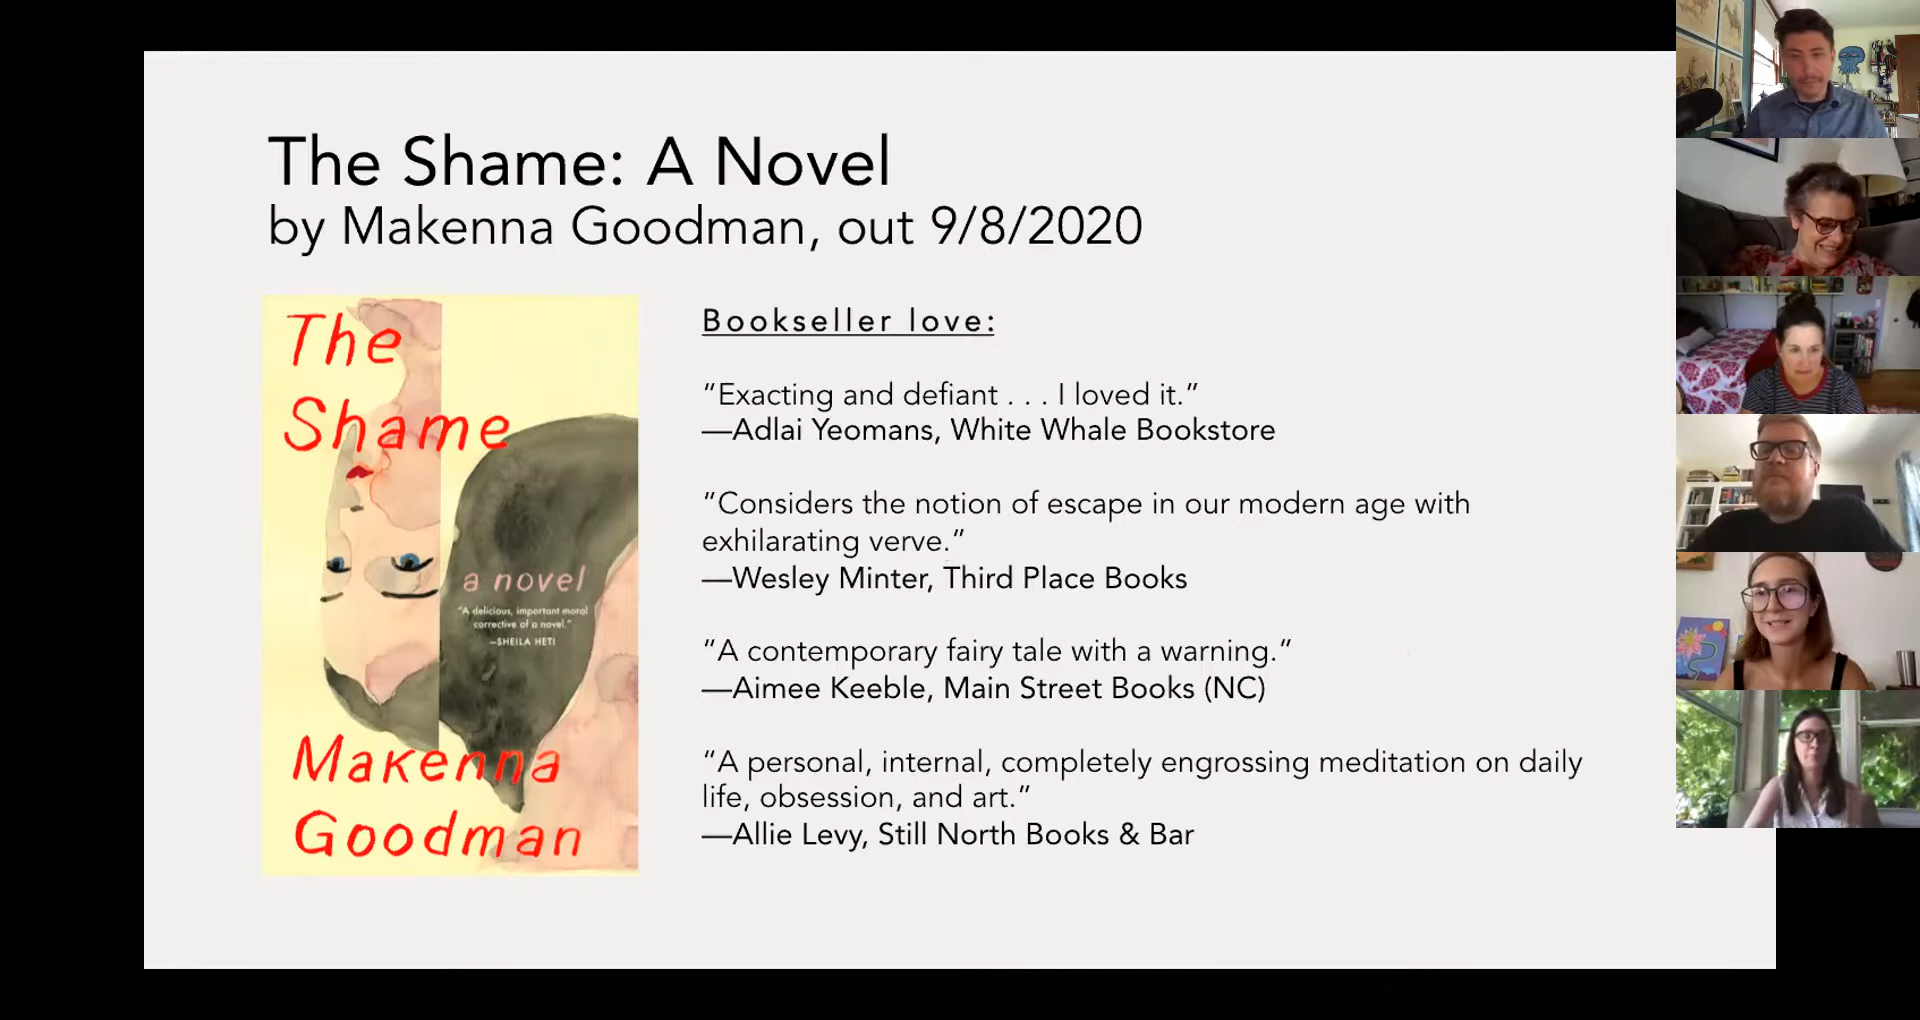 The Shame: A Novel
by Makenna Goodman, out 9/8/2020
The
Shame
a novel
“A delicious, important moral
corrective of a novel.”
—SHEILA HETI
Makenna
Goodman
Bookseller love:
“Exacting and defiant . . . I loved it.”
—Adlai Yeomans, White Whale Bookstore
“Considers the notion of escape in our modern age with
exhilarating verve.”
—Wesley Minter, Third Place Books
“A contemporary fairy tale with a warning.”
—Aimee Keeble, Main Street Books (NC)
“A personal, internal, completely engrossing meditation on daily
life, obsession, and art.”
—Allie Levy, Still North Books & Bar